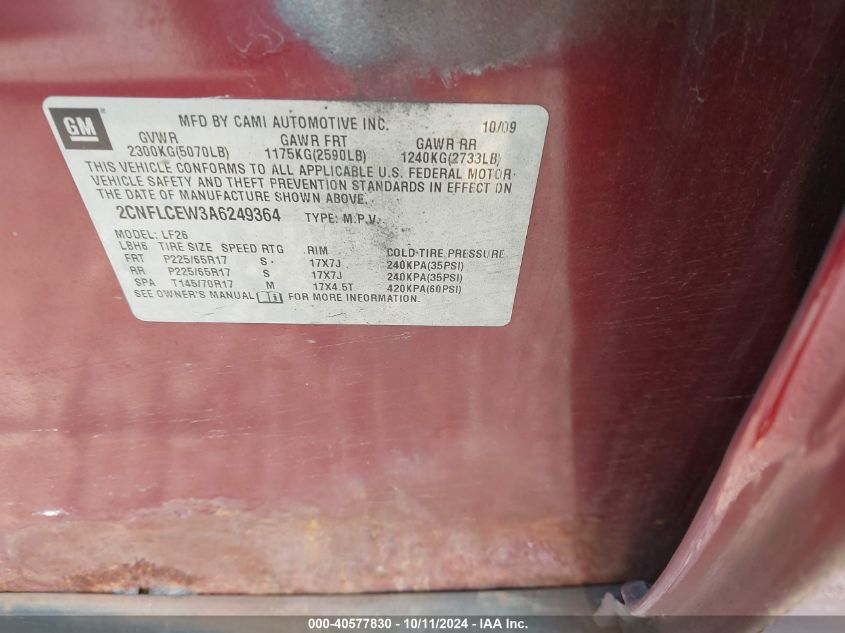 GM
MFD BY CAMI AUTOMOTIVE INC. 10/09
GVWR GAWR FRT GAWR RR
2300KG(5070LB) 1175KG(2590LB) 1240KG(2733LB)
THIS VEHICLE CONFORMS TO ALL APPLICABLE U.S. FEDERAL MOTOR
VEHICLE SAFETY AND THEFT PREVENTION STANDARDS IN EFFECT ON
THE DATE OF MANUFACTURE SHOWN ABOVE.
2CNFLCEW3A6249364 TYPE: M.P.V.
MODEL: LF26
LBH6 TIRE SIZE SPEED RTG RIM COLD TIRE PRESSURE
FRT P225/65R17 S 17X7J 240KPA(35PSI)
RR P225/65R17 S 17X7J 240KPA(35PSI)
SPA T145/70R17 M 17X4.5T 420KPA(60PSI)
SEE OWNER'S MANUAL FOR MORE INFORMATION.
000-40577830 - 10/11/2024 - IAA Inc.